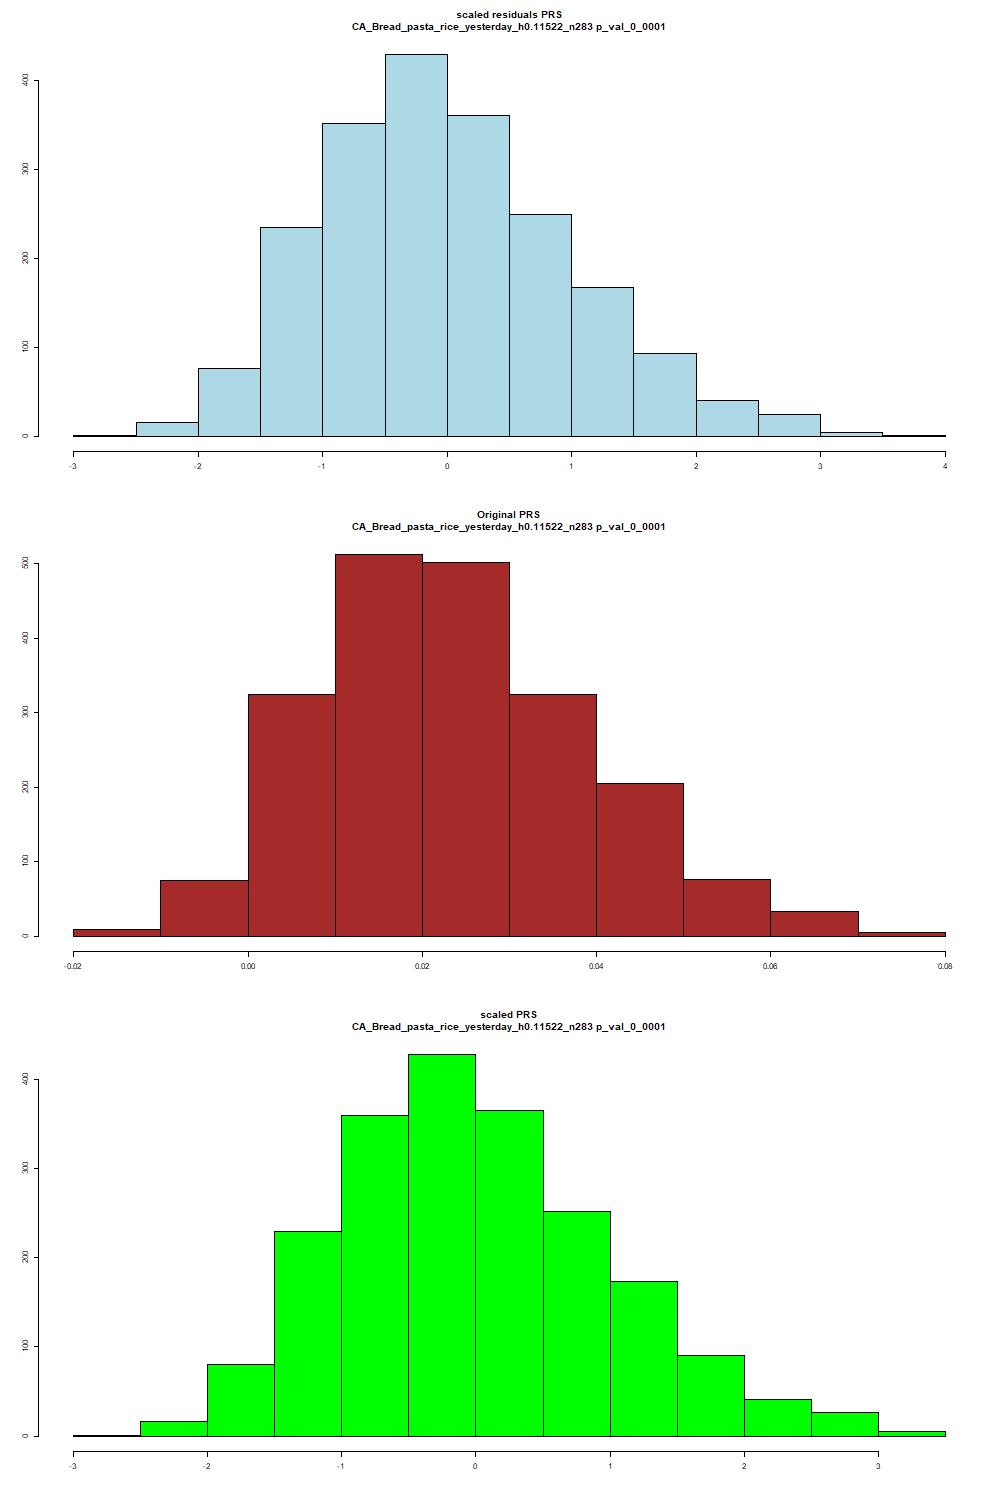 scaled residuals PRS
CA_Bread_pasta_rice_yesterday_h0.11522_n283 p_val_0_0001
400
300
200
100
0
-3 -2 -1 0 1 2 3 4
Original PRS
CA_Bread_pasta_rice_yesterday_h0.11522_n283 p_val_0_0001
500
400
300
200
100
0
-0.02 0.00 0.02 0.04 0.06 0.08
scaled PRS
CA_Bread_pasta_rice_yesterday_h0.11522_n283 p_val_0_0001
400
300
200
100
0
-3 -2 -1 0 1 2 3